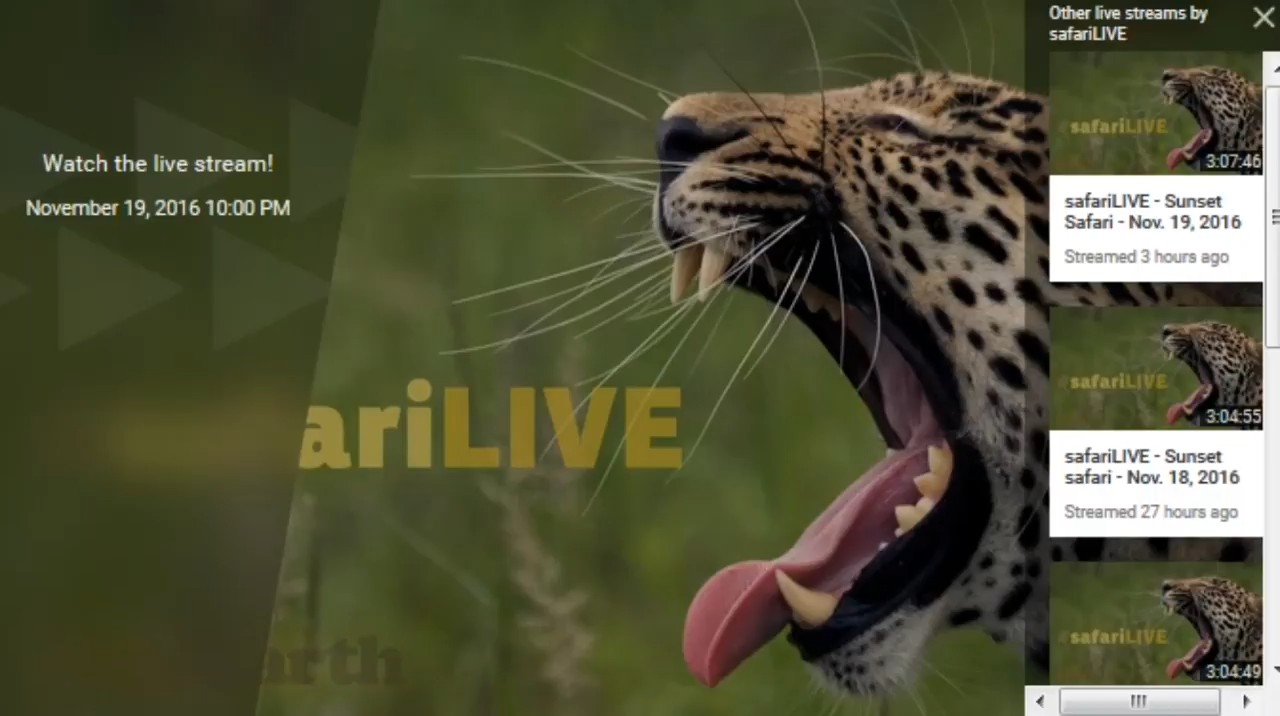 Watch the live stream!
November 19, 2016 10:00 PM
ariLIVE
arth
Other live streams by
safariLIVE
safariLIVE
3:07:46
safariLIVE - Sunset
Safari - Nov. 19, 2016
Streamed 3 hours ago
safariLIVE
3:04:55
safariLIVE - Sunset
safari - Nov. 18, 2016
Streamed 27 hours ago
safariLIVE
3:04:49